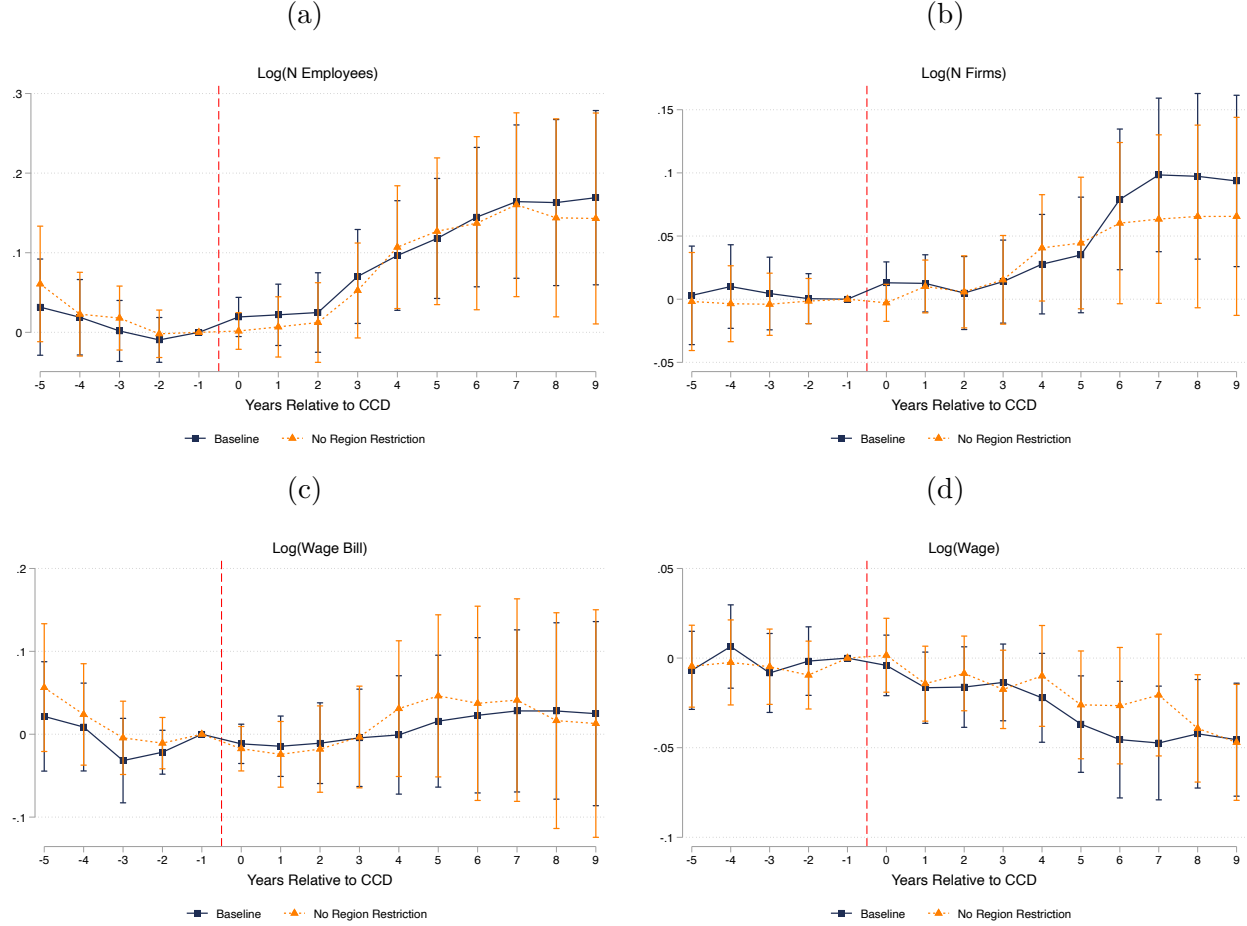 (a)
Log(N Employees)
.3
.2
.1
0
-5 -4 -3 -2 -1 0 1 2 3 4 5 6 7 8 9
Years Relative to CCD
Baseline No Region Restriction
(b)
Log(N Firms)
.15
.1
.05
0
-.05
-5 -4 -3 -2 -1 0 1 2 3 4 5 6 7 8 9
Years Relative to CCD
Baseline No Region Restriction
(c)
Log(Wage Bill)
.2
.1
0
-.1
-5 -4 -3 -2 -1 0 1 2 3 4 5 6 7 8 9
Years Relative to CCD
Baseline No Region Restriction
(d)
Log(Wage)
.05
0
-.05
-.1
-5 -4 -3 -2 -1 0 1 2 3 4 5 6 7 8 9
Years Relative to CCD
Baseline No Region Restriction